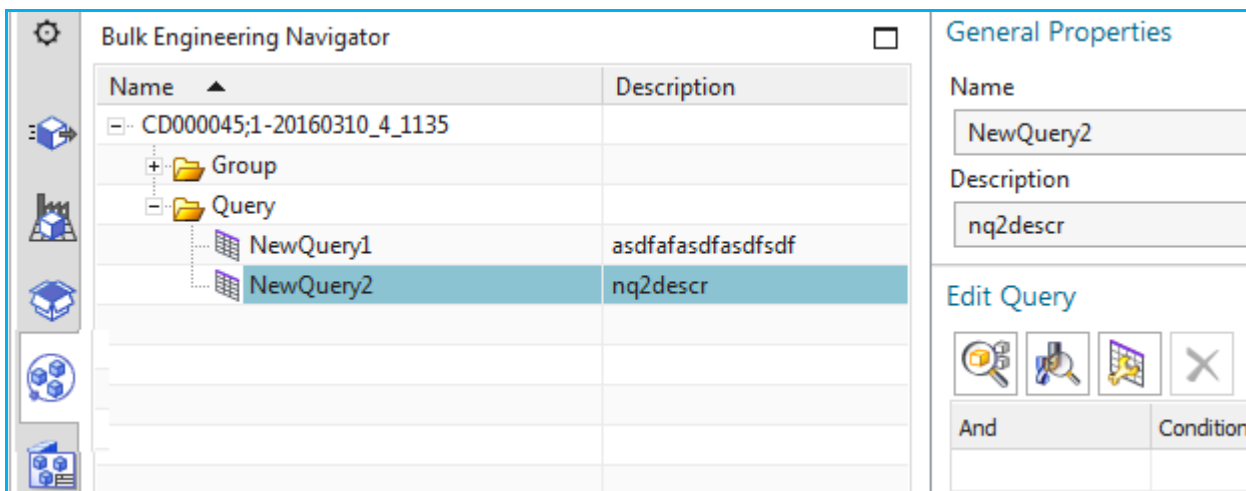 Bulk Engineering Navigator
Name Description
CD000045;1-20160310_4_1135
Group
Query
NewQuery1 asdfafasdfasdfsdf
NewQuery2 nq2descr
General Properties
Name
NewQuery2
Description
nq2descr
Edit Query
And Condition